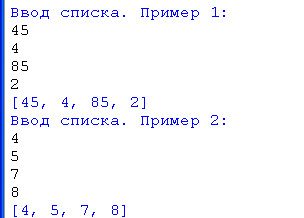 Ввод списка. Пример 1:
45
4
85
2
[45, 4, 85, 2]
Ввод списка. Пример 2:
4
5
7
8
[4, 5, 7, 8]